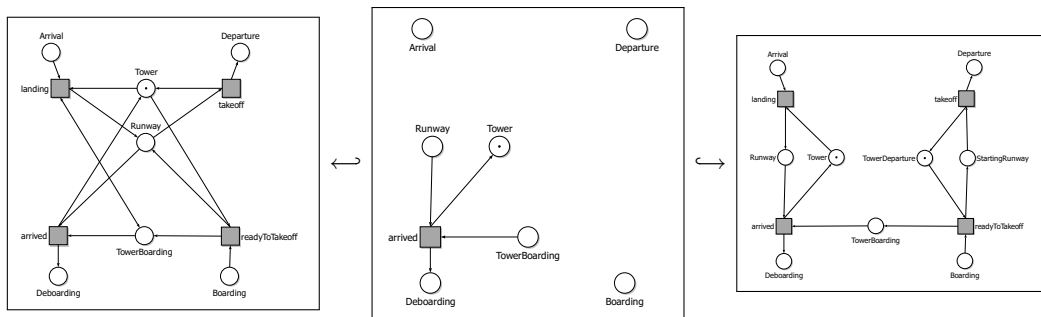 Arrival
Departure
Tower
landing
takeoff
Runway
arrived
readyToTakeoff
TowerBoarding
Deboarding
Boarding
Arrival
Departure
Runway
Tower
arrived
TowerBoarding
Deboarding
Boarding
Arrival
Departure
landing
takeoff
Runway
Tower
TowerDeparture
StartingRunway
arrived
TowerBoarding
readyToTakeoff
Deboarding
Boarding